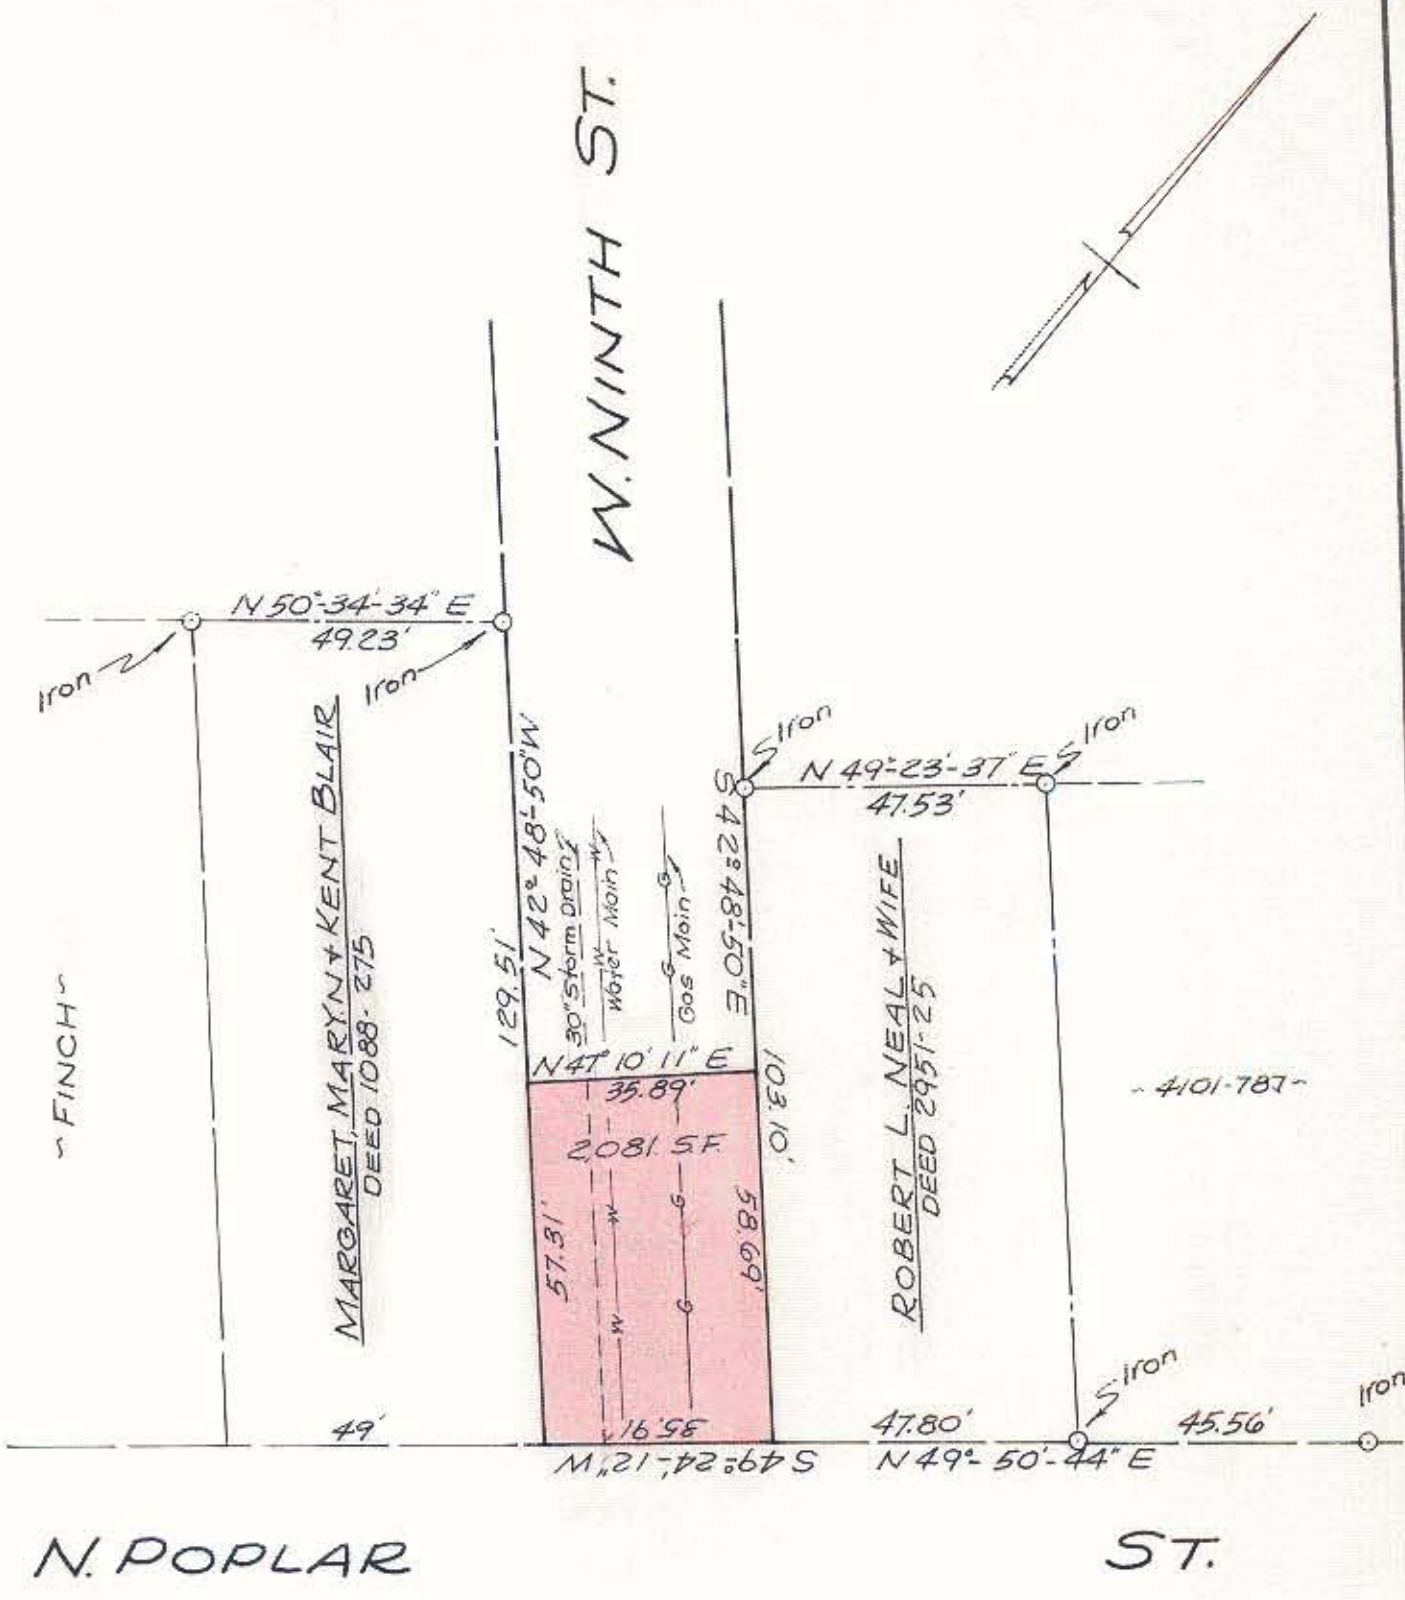 W. NINTH ST.
N 50°-34'-34" E
49.23'
Iron
Iron
Iron
Iron
N 49°-23'-37" E
47.53'
N 42°-48'-50" W
129.51'
S 42°-48'-50" E
103.10'
30" Storm Drain
W
W
Water Main
G
G
Gas Main
~FINCH~
MARGARET, MARYN & KENT BLAIR
DEED 1088-275
ROBERT L. NEAL & WIFE
DEED 2951-25
~ 4101-787 ~
N 47° 10' 11" E
35.89'
2,081. S.F.
57.31'
58.69'
W
W
G
G
35.91'
S 49°-24'-12" W
49'
47.80'
N 49°-50'-44" E
45.56'
Iron
Iron
N. POPLAR ST.